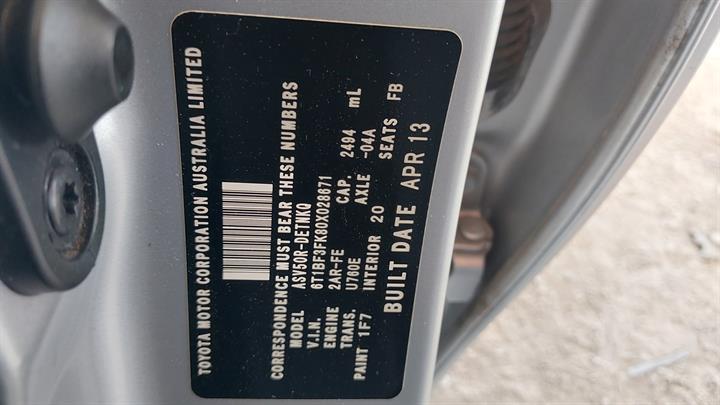 TOYOTA MOTOR CORPORATION AUSTRALIA LIMITED
CORRESPONDENCE MUST BEAR THESE NUMBERS
MODEL ASV50R-DETNKQ
V.I.N. 6T1BF3FK80X028671
ENGINE 2AR-FE CAP. 2494 mL
TRANS. U760E AXLE -04A
PAINT 1F7 INTERIOR 20 SEATS FB
BUILT DATE APR 13